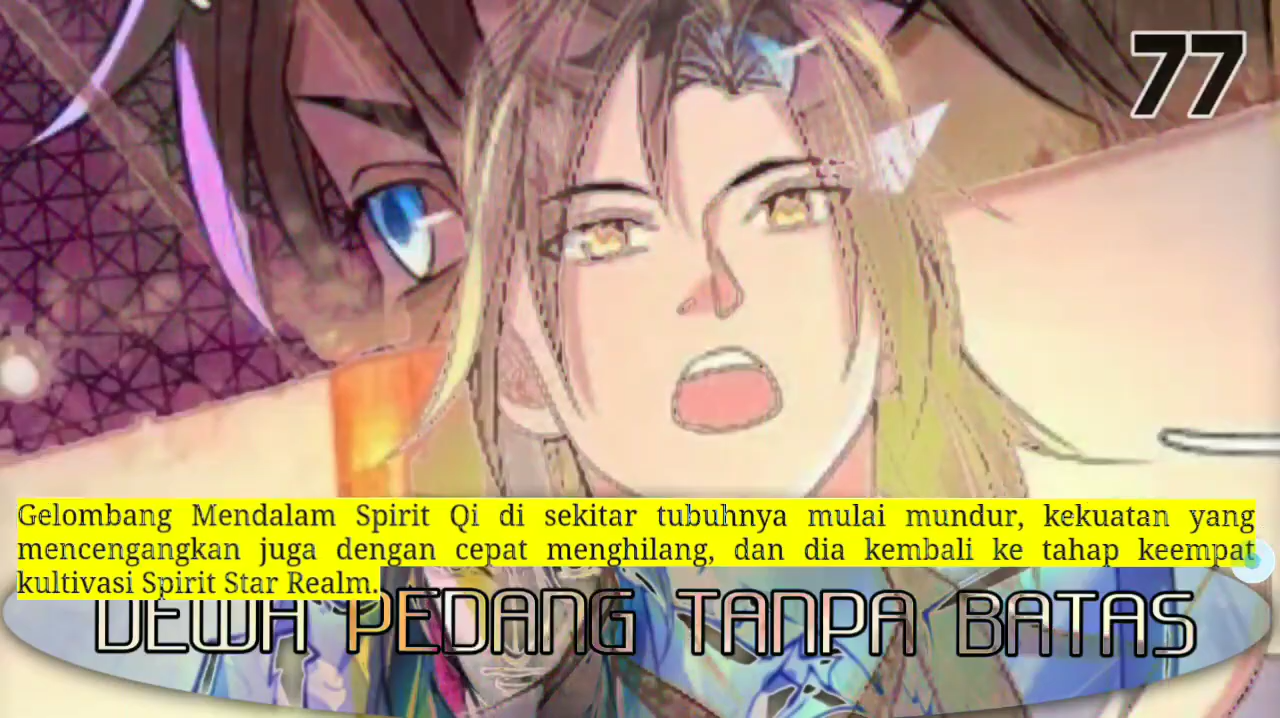 77
Gelombang Mendalam Spirit Qi di sekitar tubuhnya mulai mundur, kekuatan yang
mencengangkan juga dengan cepat menghilang, dan dia kembali ke tahap keempat
kultivasi Spirit Star Realm.
DEWA PEDANG TANPA BATAS